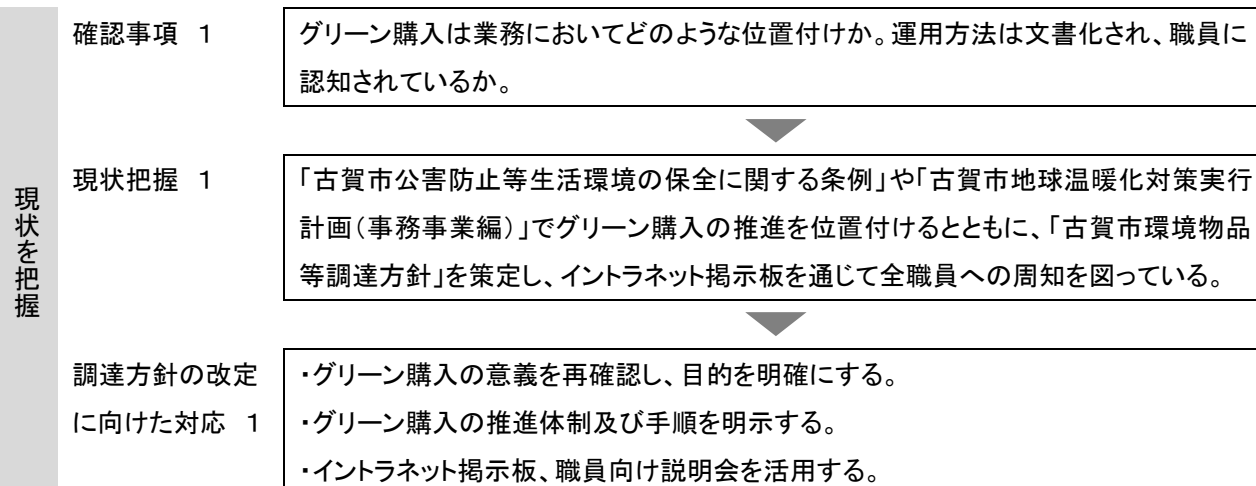 現状を把握
確認事項 1
グリーン購入は業務においてどのような位置付けか。運用方法は文書化され、職員に
認知されているか。
現状把握 1
「古賀市公害防止等生活環境の保全に関する条例」や「古賀市地球温暖化対策実行
計画（事務事業編）」でグリーン購入の推進を位置付けるとともに、「古賀市環境物品
等調達方針」を策定し、イントラネット掲示板を通じて全職員への周知を図っている。
調達方針の改定
に向けた対応 1
・グリーン購入の意義を再確認し、目的を明確にする。
・グリーン購入の推進体制及び手順を明示する。
・イントラネット掲示板、職員向け説明会を活用する。